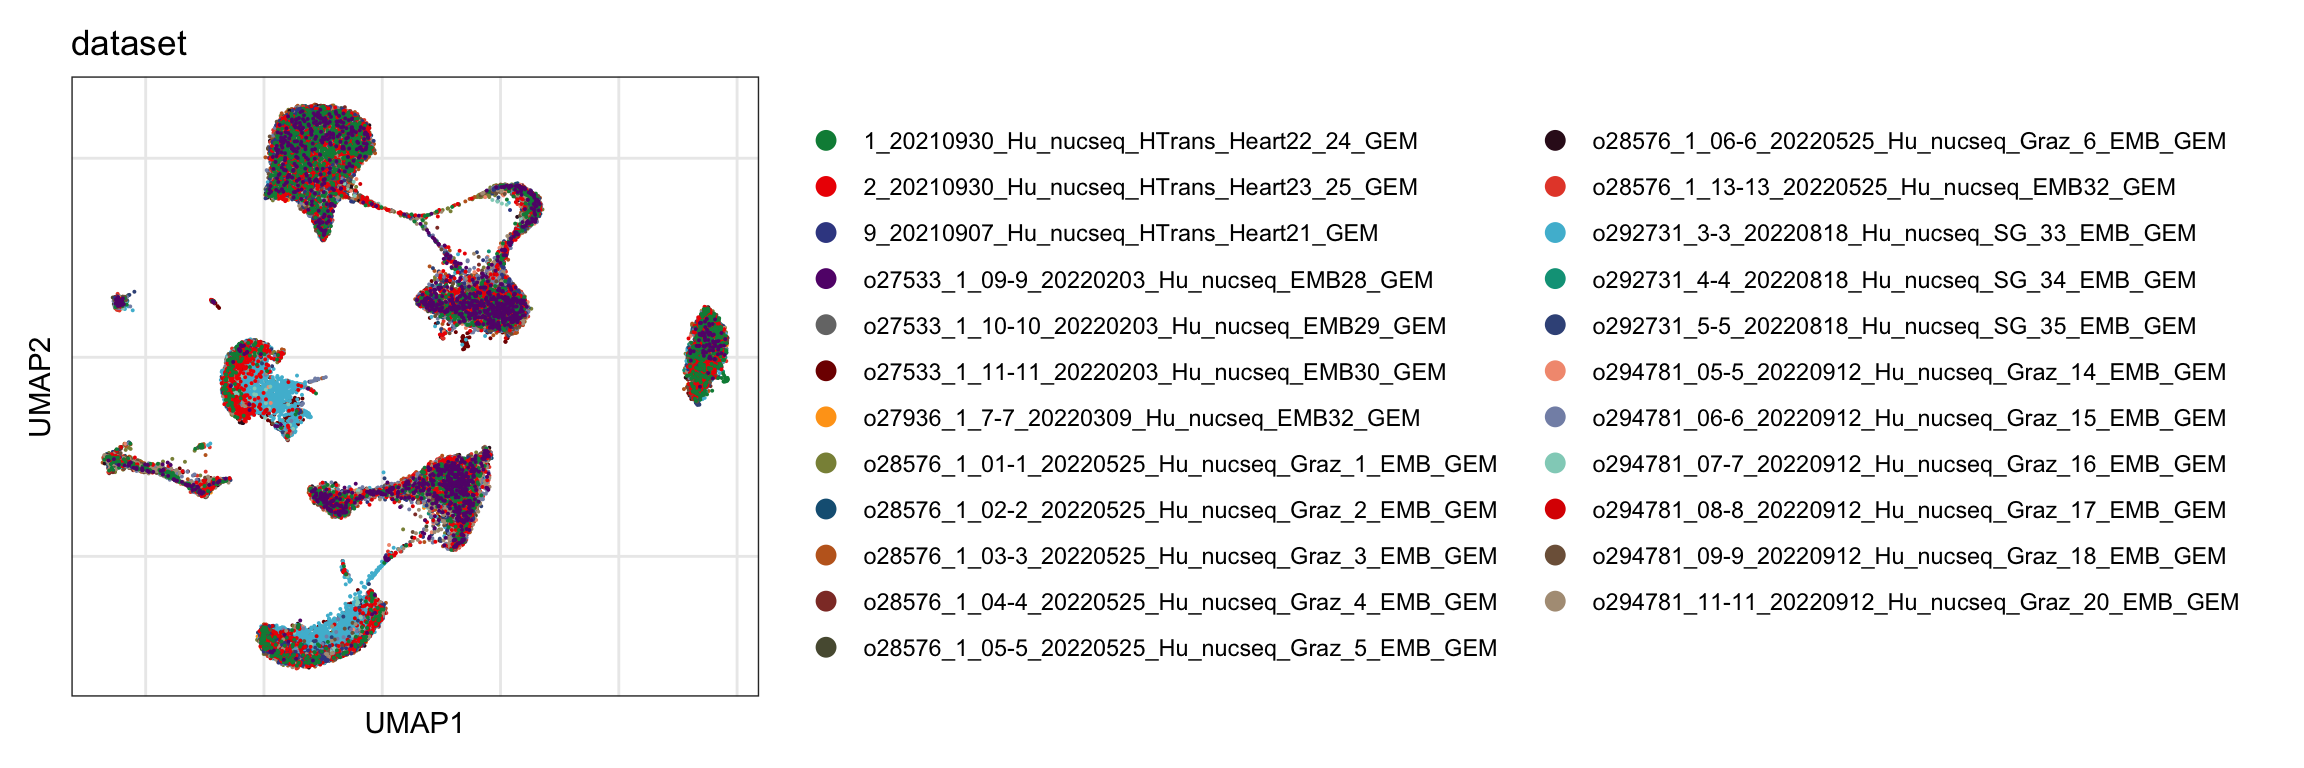 dataset
UMAP2
UMAP1
1_20210930_Hu_nucseq_HTrans_Heart22_24_GEM
2_20210930_Hu_nucseq_HTrans_Heart23_25_GEM
9_20210907_Hu_nucseq_HTrans_Heart21_GEM
o27533_1_09-9_20220203_Hu_nucseq_EMB28_GEM
o27533_1_10-10_20220203_Hu_nucseq_EMB29_GEM
o27533_1_11-11_20220203_Hu_nucseq_EMB30_GEM
o27936_1_7-7_20220309_Hu_nucseq_EMB32_GEM
o28576_1_01-1_20220525_Hu_nucseq_Graz_1_EMB_GEM
o28576_1_02-2_20220525_Hu_nucseq_Graz_2_EMB_GEM
o28576_1_03-3_20220525_Hu_nucseq_Graz_3_EMB_GEM
o28576_1_04-4_20220525_Hu_nucseq_Graz_4_EMB_GEM
o28576_1_05-5_20220525_Hu_nucseq_Graz_5_EMB_GEM
o28576_1_06-6_20220525_Hu_nucseq_Graz_6_EMB_GEM
o28576_1_13-13_20220525_Hu_nucseq_EMB32_GEM
o292731_3-3_20220818_Hu_nucseq_SG_33_EMB_GEM
o292731_4-4_20220818_Hu_nucseq_SG_34_EMB_GEM
o292731_5-5_20220818_Hu_nucseq_SG_35_EMB_GEM
o294781_05-5_20220912_Hu_nucseq_Graz_14_EMB_GEM
o294781_06-6_20220912_Hu_nucseq_Graz_15_EMB_GEM
o294781_07-7_20220912_Hu_nucseq_Graz_16_EMB_GEM
o294781_08-8_20220912_Hu_nucseq_Graz_17_EMB_GEM
o294781_09-9_20220912_Hu_nucseq_Graz_18_EMB_GEM
o294781_11-11_20220912_Hu_nucseq_Graz_20_EMB_GEM